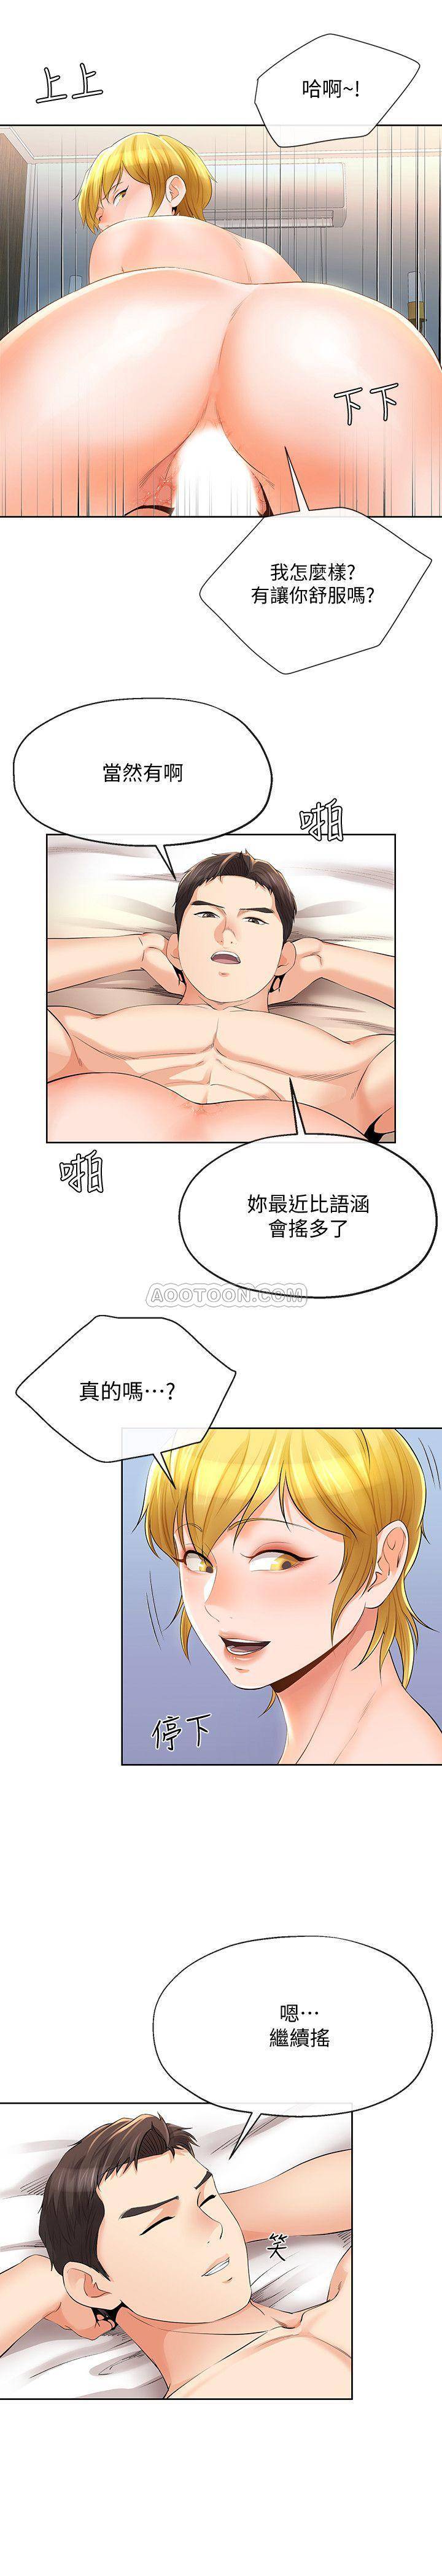 上上
哈啊~!
下下
我怎麼樣?
有讓你舒服嗎?
當然有啊
啪
啪
妳最近比語涵
會搖多了
AOOTOON.COM
真的嗎…?
停下
嗯…
繼續搖
笑